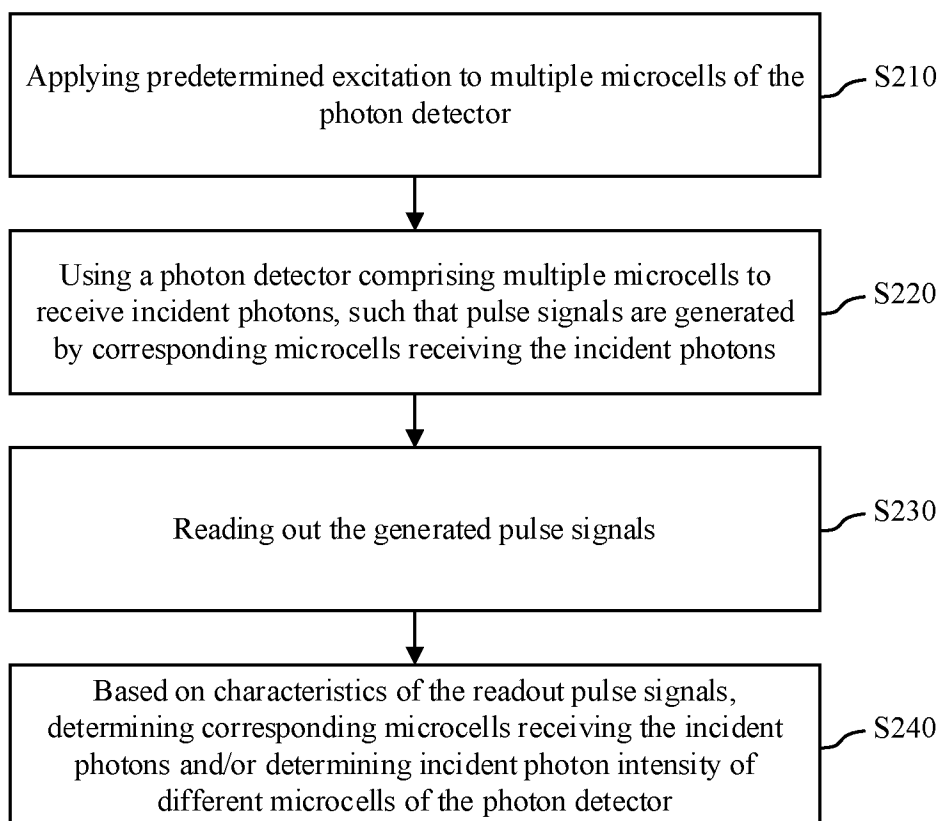 Applying predetermined excitation to multiple microcells of the
photon detector
S210
Using a photon detector comprising multiple microcells to
receive incident photons, such that pulse signals are generated
by corresponding microcells receiving the incident photons
S220
Reading out the generated pulse signals
S230
Based on characteristics of the readout pulse signals,
determining corresponding microcells receiving the incident
photons and/or determining incident photon intensity of
different microcells of the photon detector
S240